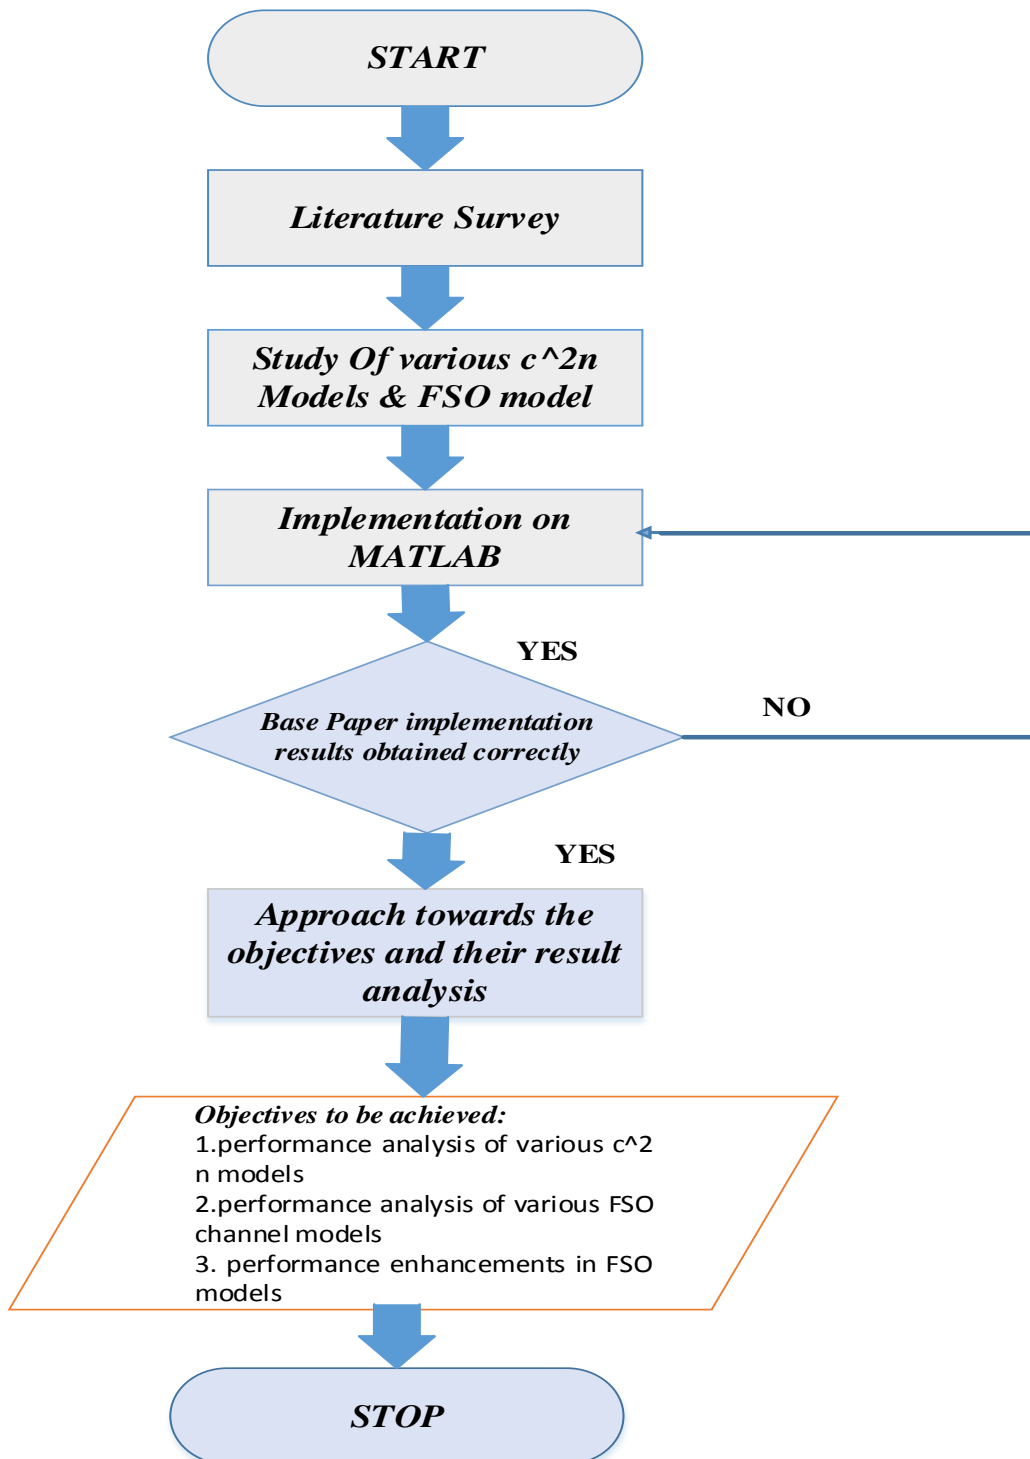 START
Literature Survey
Study Of various c^2n
Models & FSO model
Implementation on
MATLAB
YES
Base Paper implementation
results obtained correctly
NO
YES
Approach towards the
objectives and their result
analysis
Objectives to be achieved:
1.performance analysis of various c^2
n models
2.performance analysis of various FSO
channel models
3. performance enhancements in FSO
models
STOP